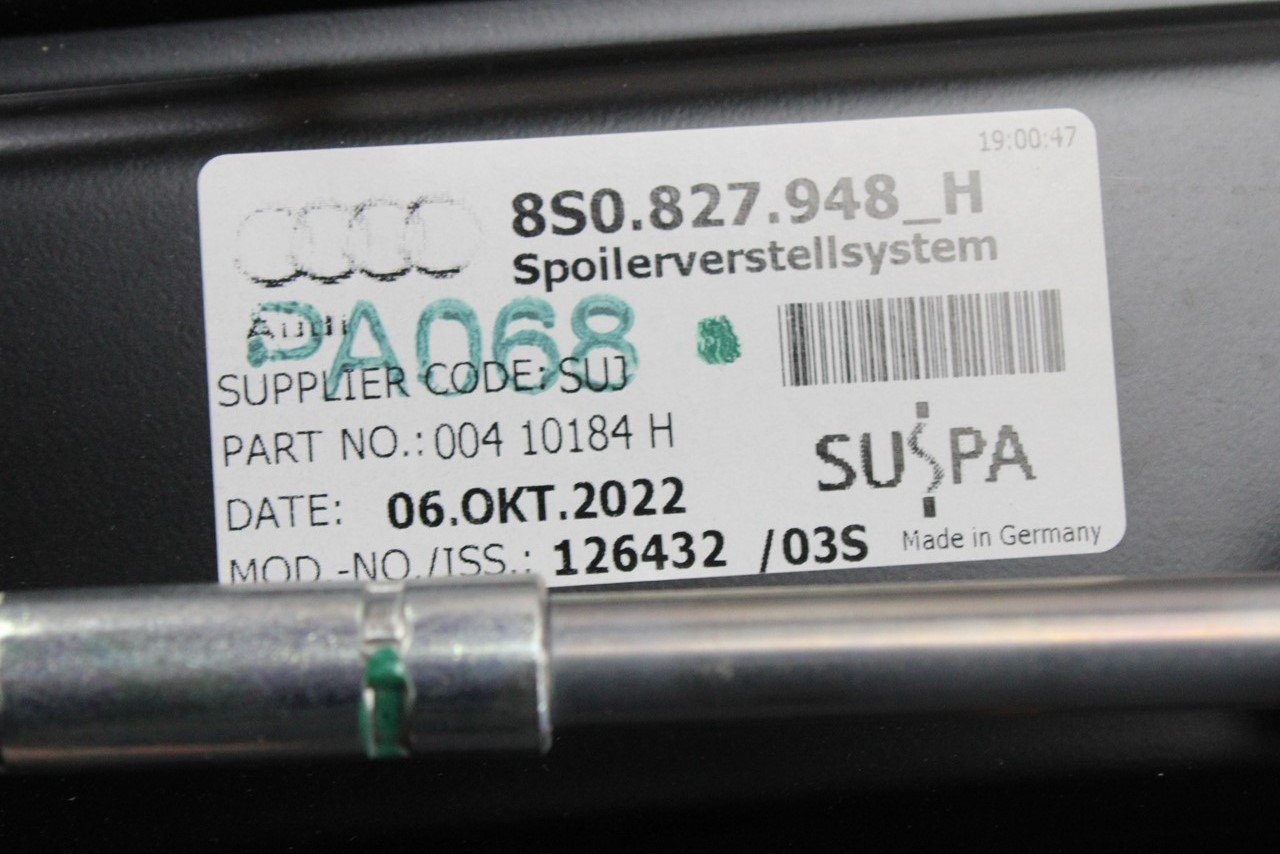 19:00:47
8S0.827.948_H
Spoilerverstellsystem
Audi
PA068
SUPPLIER CODE: SUJ
PART NO.: 004 10184 H
SUSPA
DATE: 06.OKT.2022
MOD.-NO./ISS.: 126432 /03S
Made in Germany